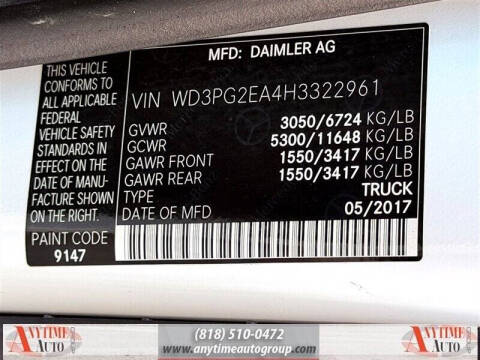 THIS VEHICLE
CONFORMS TO
ALL APPLICABLE
FEDERAL
VEHICLE SAFETY
STANDARDS IN
EFFECT ON THE
DATE OF MANU-
FACTURE SHOWN
ON THE RIGHT.
PAINT CODE
9147
MFD: DAIMLER AG
VIN WD3PG2EA4H3322961
GVWR 3050/6724 KG/LB
GCWR 5300/11648 KG/LB
GAWR FRONT 1550/3417 KG/LB
GAWR REAR 1550/3417 KG/LB
TYPE TRUCK
DATE OF MFD 05/2017
ANYTIME
AUTO
(818) 510-0472
www.anytimeautogroup.com
ANYTIME
AUTO